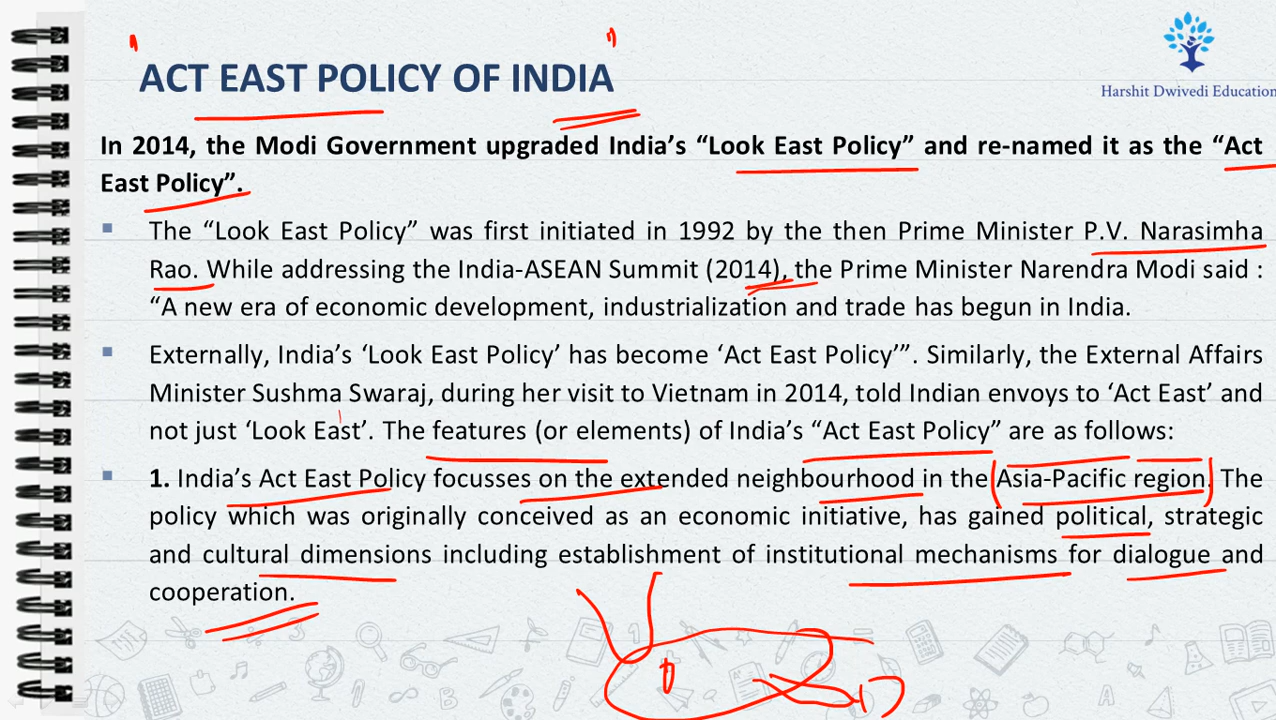 ACT EAST POLICY OF INDIA
Harshit Dwivedi Education
In 2014, the Modi Government upgraded India’s “Look East Policy” and re-named it as the “Act
East Policy”.
▪ The “Look East Policy” was first initiated in 1992 by the then Prime Minister P.V. Narasimha
Rao. While addressing the India-ASEAN Summit (2014), the Prime Minister Narendra Modi said :
“A new era of economic development, industrialization and trade has begun in India.
▪ Externally, India’s ‘Look East Policy’ has become ‘Act East Policy’”. Similarly, the External Affairs
Minister Sushma Swaraj, during her visit to Vietnam in 2014, told Indian envoys to ‘Act East’ and
not just ‘Look East’. The features (or elements) of India’s “Act East Policy” are as follows:
▪ 1. India’s Act East Policy focusses on the extended neighbourhood in the Asia-Pacific region. The
policy which was originally conceived as an economic initiative, has gained political, strategic
and cultural dimensions including establishment of institutional mechanisms for dialogue and
cooperation.